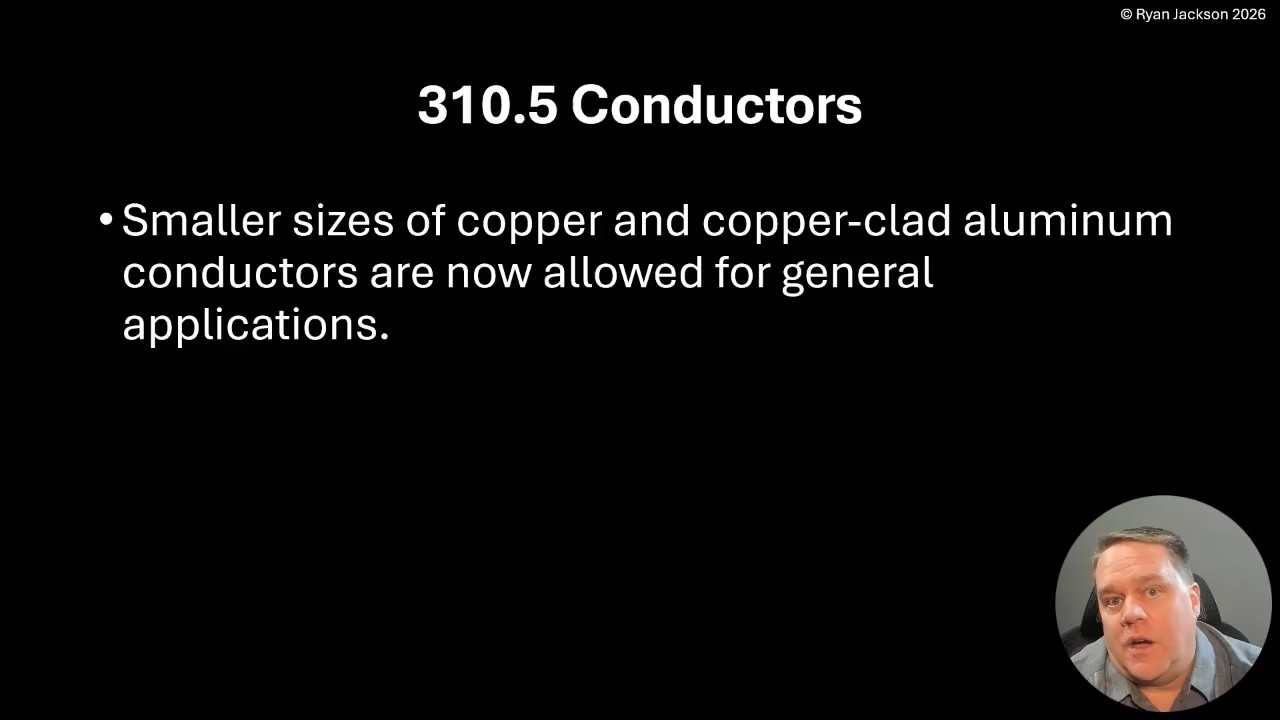 © Ryan Jackson 2026
310.5 Conductors
• Smaller sizes of copper and copper-clad aluminum
conductors are now allowed for general
applications.